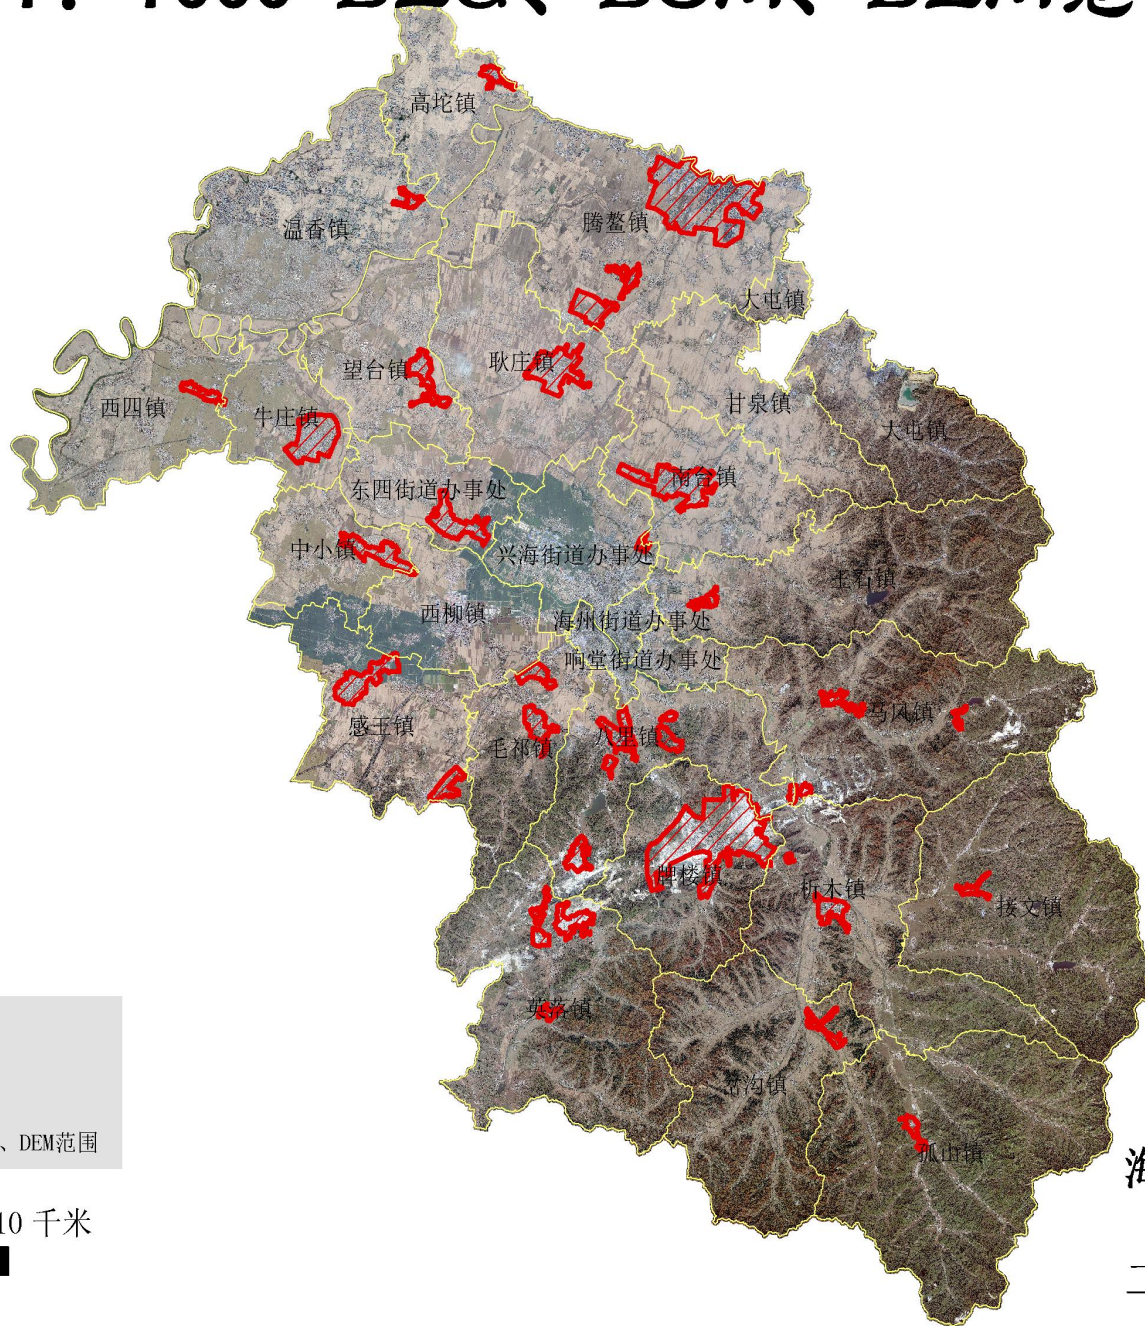 高坨镇
腾鳌镇
温香镇
大屯镇
耿庄镇
望台镇
甘泉镇
西四镇
牛庄镇
大屯镇
南台镇
东四街道办事处
中小镇
兴海街道办事处
王石镇
西柳镇
海州街道办事处
响堂街道办事处
马风镇
感王镇
八里镇
毛祁镇
牌楼镇
析木镇
接文镇
英落镇
岔沟镇
孤山镇
、DEM范围
10 千米